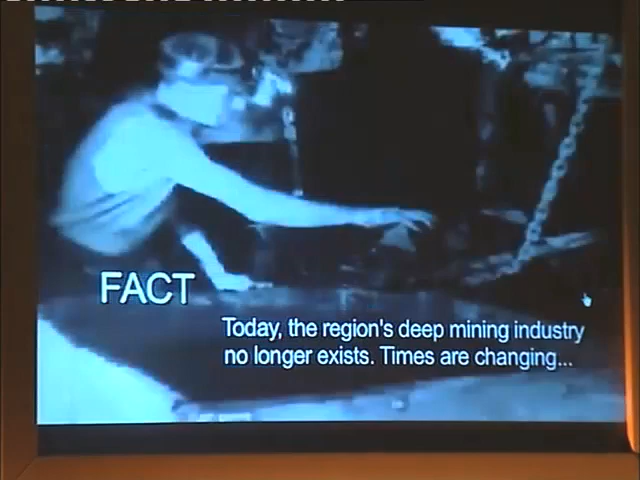 FACT
Today, the region's deep mining industry
no longer exists. Times are changing...